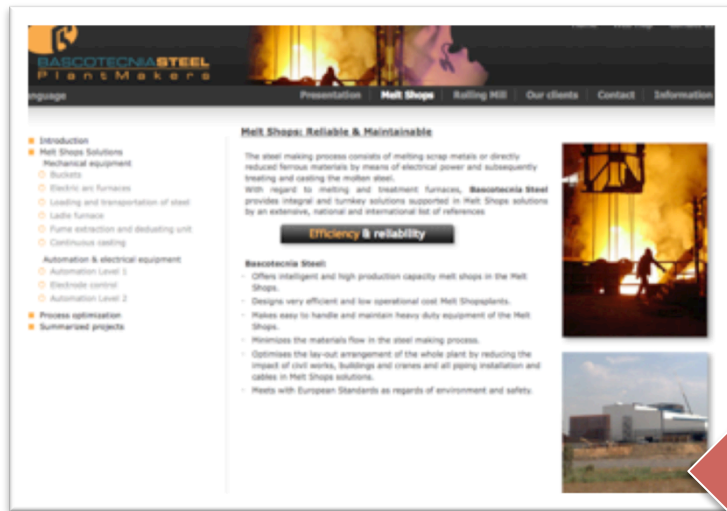 BASCOTECNIASTEEL
PlantMakers
nguage
Presentation Melt Shops Rolling Mill Our clients Contact Information
Introduction
Melt Shops Solutions
Mechanical equipment
Buckets
Electric arc furnaces
Loading and transportation of steel
Ladle furnace
Fume extraction and dedusting unit
Continuous casting
Automation & electrical equipment
Automation Level 1
Electrode control
Automation Level 2
Process optimization
Summarized projects
Melt Shops: Reliable & Maintainable
The steel making process consists of melting scrap metals or directly
reduced ferrous materials by means of electrical power and subsequently
treating and casting the molten steel.
With regard to melting and treatment furnaces, Bascotecnia Steel
provides integral and turnkey solutions supported in Melt Shops solutions
by an extensive, national and international list of references
Efficiency & reliability
Bascotecnia Steel:
- Offers intelligent and high production capacity melt shops in the Melt
Shops.
- Designs very efficient and low operational cost Melt Shopsplants.
- Makes easy to handle and maintain heavy duty equipment of the Melt
Shops.
- Minimizes the materials flow in the steel making process.
- Optimises the lay-out arrangement of the whole plant by reducing the
impact of civil works, buildings and cranes and all piping installation and
cables in Melt Shops solutions.
- Meets with European Standards as regards of environment and safety.